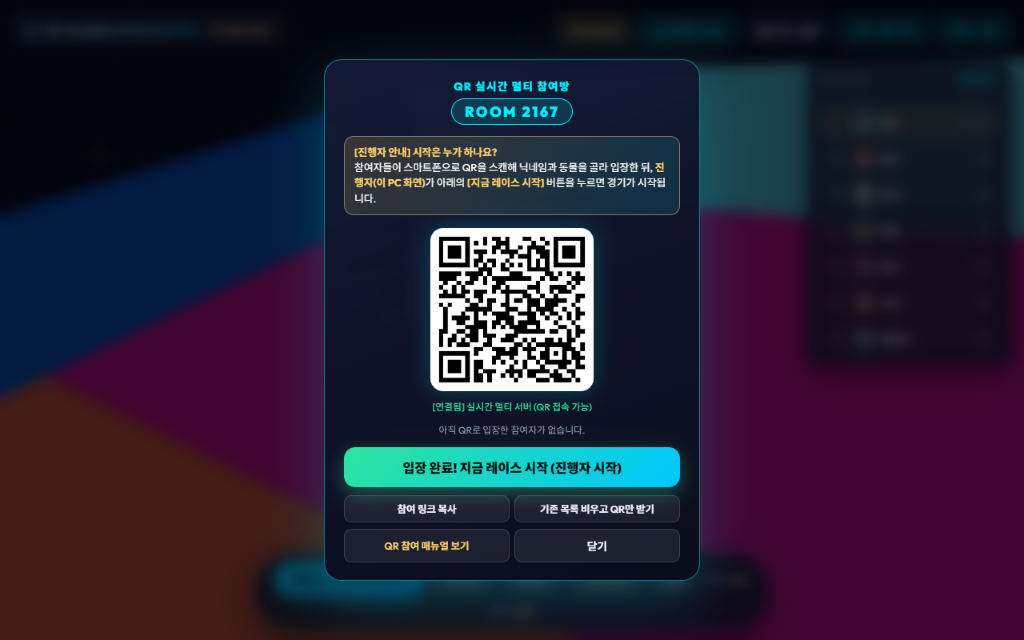 QR 실시간 멀티 참여방
ROOM 2167
[진행자 안내] 시작은 누가 하나요?
참여자들이 스마트폰으로 QR을 스캔해 닉네임과 동물을 골라 입장한 뒤, 진
행자(이 PC 화면)가 아래의 [지금 레이스 시작] 버튼을 누르면 경기가 시작됩
니다.
[연결됨] 실시간 멀티 서버 (QR 접속 가능)
아직 QR로 입장한 참여자가 없습니다.
입장 완료! 지금 레이스 시작 (진행자 시작)
참여 링크 복사
기존 목록 비우고 QR만 받기
QR 참여 매뉴얼 보기
닫기